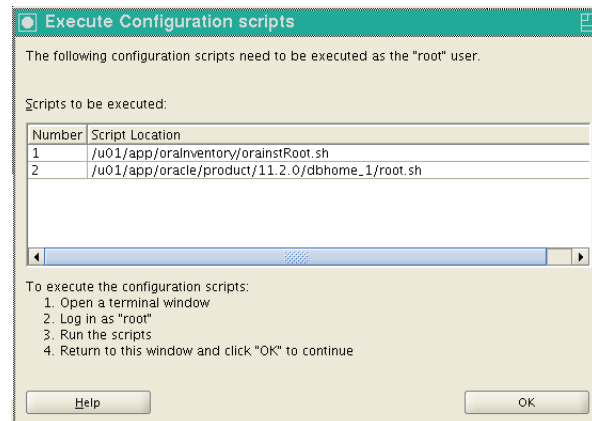 Execute Configuration scripts
The following configuration scripts need to be executed as the "root" user.
Scripts to be executed:
Number Script Location
1 /u01/app/oraInventory/orainstRoot.sh
2 /u01/app/oracle/product/11.2.0/dbhome_1/root.sh
To execute the configuration scripts:
1. Open a terminal window
2. Log in as "root"
3. Run the scripts
4. Return to this window and click "OK" to continue
Help OK